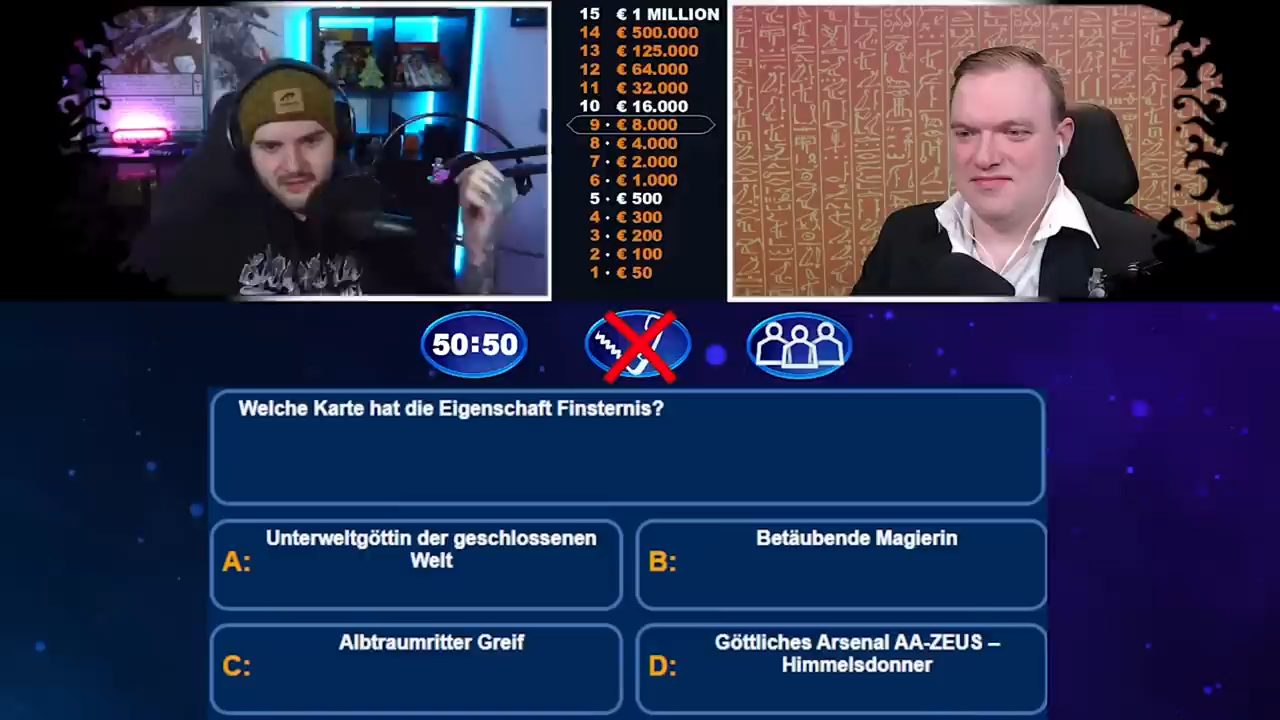 15 € 1 MILLION
14 € 500.000
13 € 125.000
12 € 64.000
11 € 32.000
10 € 16.000
9 · € 8.000
8 · € 4.000
7 · € 2.000
6 · € 1.000
5 · € 500
4 · € 300
3 · € 200
2 · € 100
1 · € 50
50:50
Welche Karte hat die Eigenschaft Finsternis?
A: Unterweltgöttin der geschlossenen
Welt
B: Betäubende Magierin
C: Albtraumritter Greif
D: Göttliches Arsenal AA-ZEUS –
Himmelsdonner